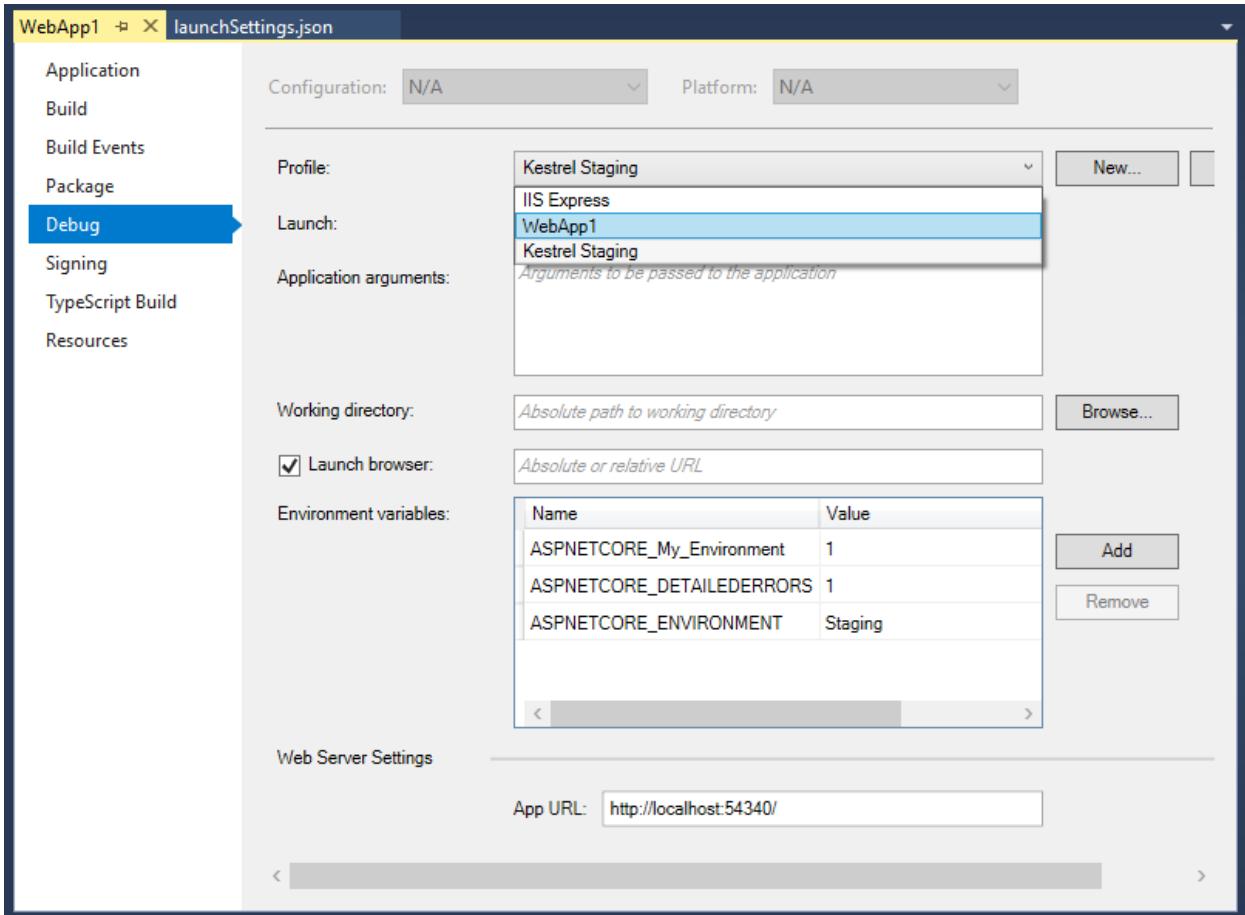 WebApp1
launchSettings.json
Application
Build
Build Events
Package
Debug
Signing
TypeScript Build
Resources
Configuration: N/A Platform: N/A
Profile: Kestrel Staging New...
IIS Express
WebApp1
Kestrel Staging
Launch:
Application arguments: Arguments to be passed to the application
Working directory: Absolute path to working directory Browse...
Launch browser: Absolute or relative URL
Environment variables:
Name Value
ASPNETCORE_My_Environment 1
ASPNETCORE_DETAILEDERRORS 1
ASPNETCORE_ENVIRONMENT Staging
Add
Remove
Web Server Settings
App URL: http://localhost:54340/